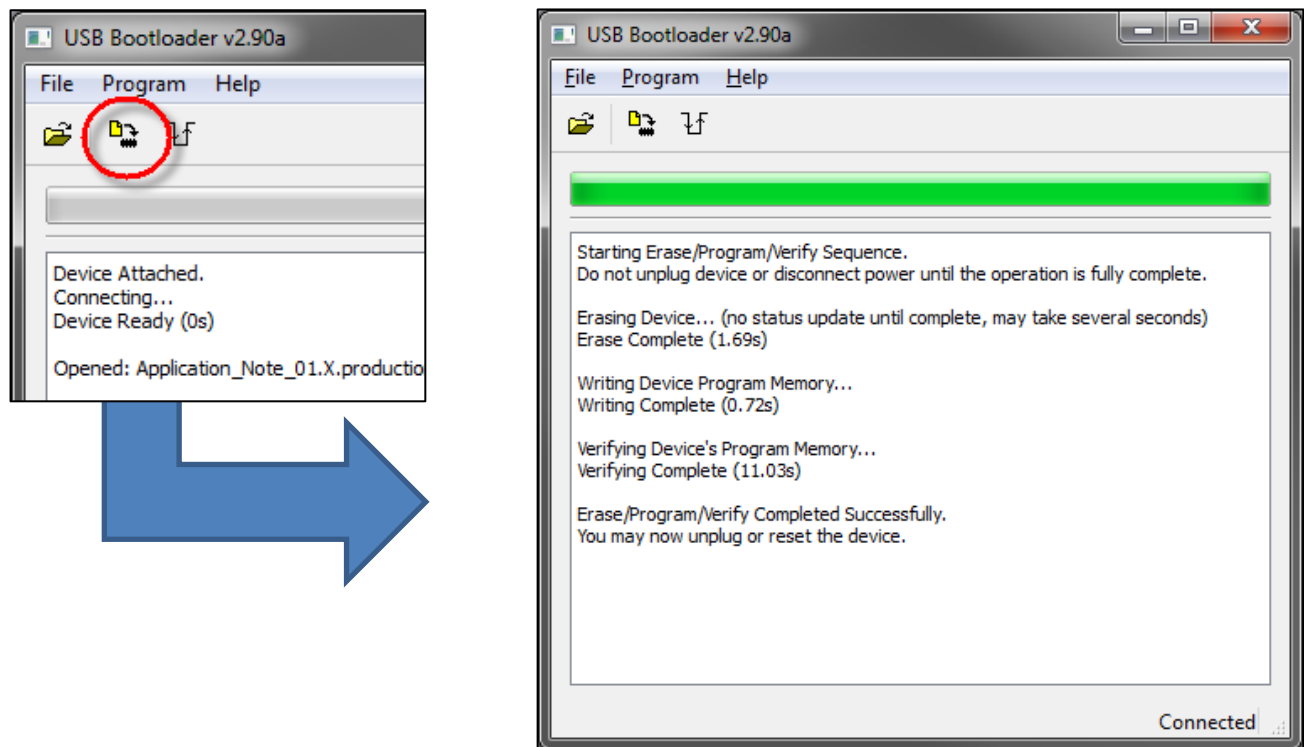 USB Bootloader v2.90a
File Program Help
Device Attached.
Connecting...
Device Ready (0s)
Opened: Application_Note_01.X.productio
USB Bootloader v2.90a
File Program Help
Starting Erase/Program/Verify Sequence.
Do not unplug device or disconnect power until the operation is fully complete.
Erasing Device... (no status update until complete, may take several seconds)
Erase Complete (1.69s)
Writing Device Program Memory...
Writing Complete (0.72s)
Verifying Device's Program Memory...
Verifying Complete (11.03s)
Erase/Program/Verify Completed Successfully.
You may now unplug or reset the device.
Connected